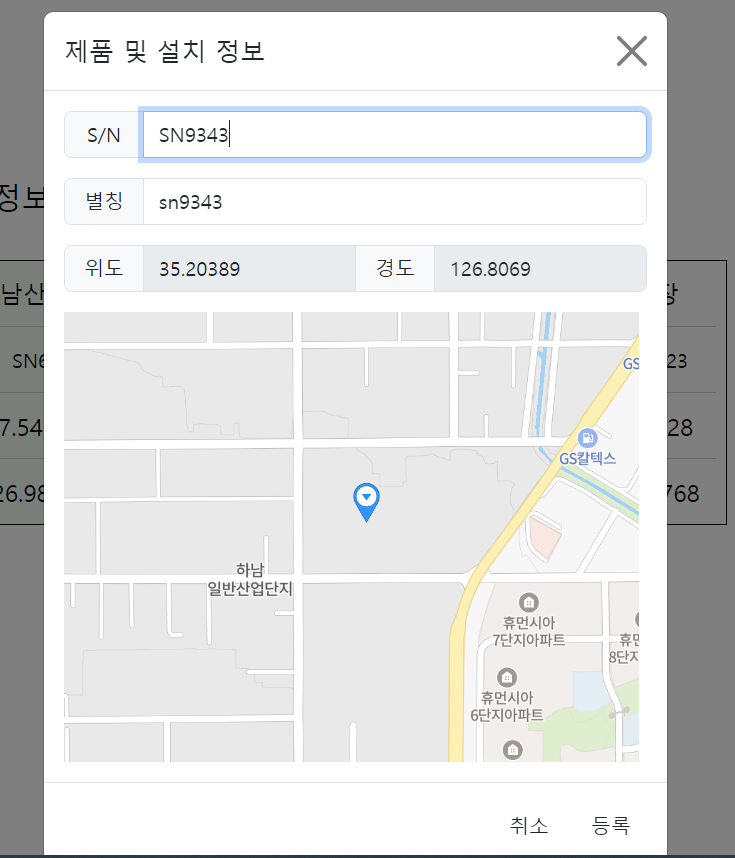 제품 및 설치 정보
S/N SN9343
별칭 sn9343
위도 35.20389 경도 126.8069
정보
남산
SN6
23
7.54
28
26.98
768
GS
GS칼텍스
하남
일반산업단지
휴먼시아
7단지아파트
휴먼
8단지
휴먼시아
6단지아파트
취소 등록